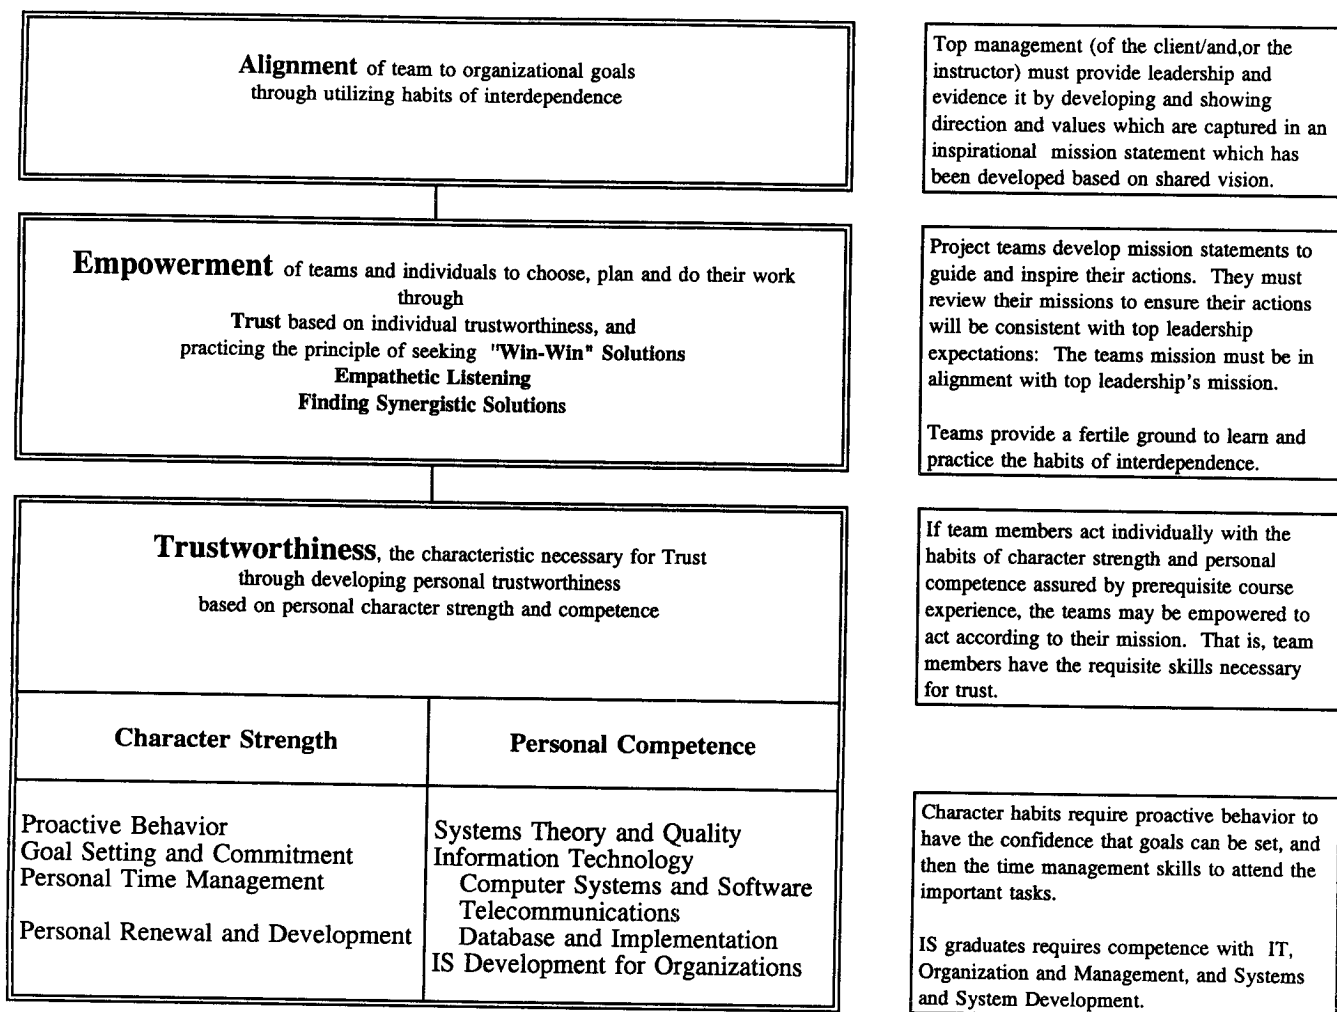 Alignment of team to organizational goals
through utilizing habits of interdependence
Top management (of the client/and,or the
instructor) must provide leadership and
evidence it by developing and showing
direction and values which are captured in an
inspirational mission statement which has
been developed based on shared vision.
Empowerment of teams and individuals to choose, plan and do their work
through
Trust based on individual trustworthiness, and
practicing the principle of seeking "Win-Win" Solutions
Empathetic Listening
Finding Synergistic Solutions
Project teams develop mission statements to
guide and inspire their actions. They must
review their missions to ensure their actions
will be consistent with top leadership
expectations: The teams mission must be in
alignment with top leadership's mission.
Teams provide a fertile ground to learn and
practice the habits of interdependence.
Trustworthiness, the characteristic necessary for Trust
through developing personal trustworthiness
based on personal character strength and competence
If team members act individually with the
habits of character strength and personal
competence assured by prerequisite course
experience, the teams may be empowered to
act according to their mission. That is, team
members have the requisite skills necessary
for trust.
Character Strength
Proactive Behavior
Goal Setting and Commitment
Personal Time Management
Personal Renewal and Development
Personal Competence
Systems Theory and Quality
Information Technology
Computer Systems and Software
Telecommunications
Database and Implementation
IS Development for Organizations
Character habits require proactive behavior to
have the confidence that goals can be set, and
then the time management skills to attend the
important tasks.
IS graduates requires competence with IT,
Organization and Management, and Systems
and System Development.